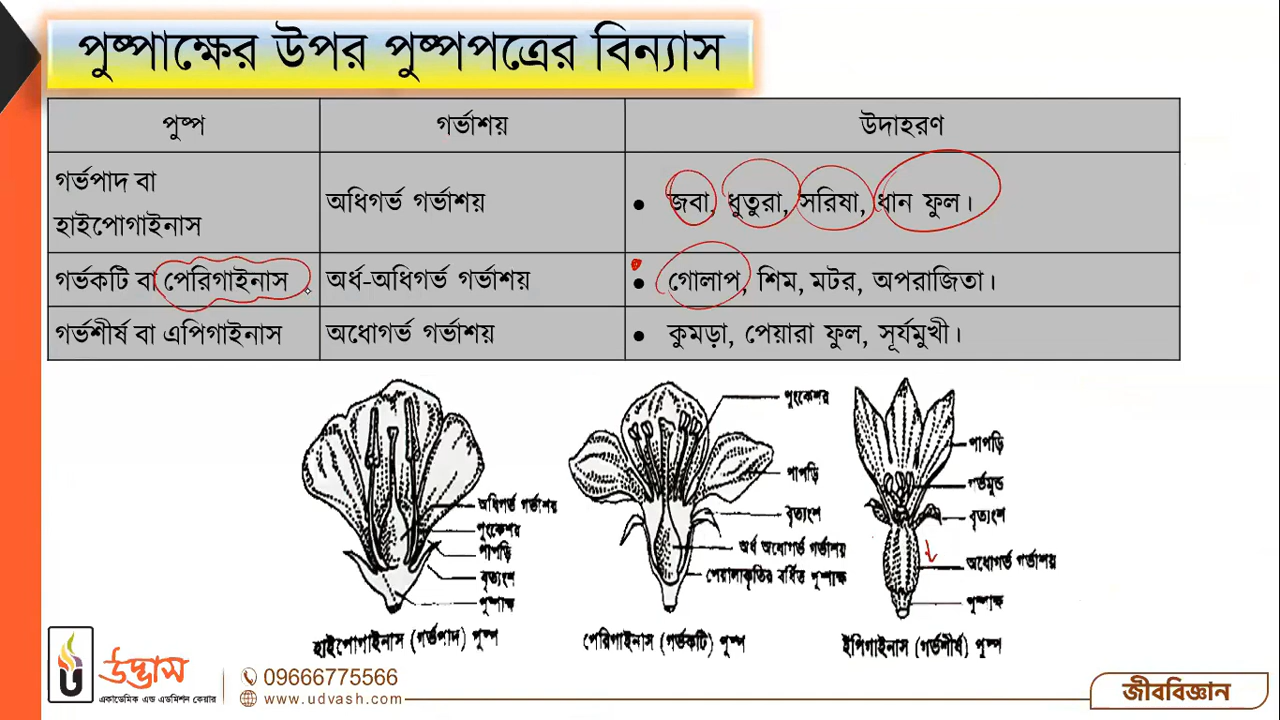 পুষ্পাক্ষের উপর পুষ্পপত্রের বিন্যাস
পুষ্প
গর্ভাশয়
উদাহরণ
গর্ভপাদ বা
হাইপোগাইনাস
অধিগর্ভ গর্ভাশয়
● জবা, ধুতুরা, সরিষা, ধান ফুল।
গর্ভকটি বা পেরিগাইনাস
অর্ধ-অধিগর্ভ গর্ভাশয়
● গোলাপ, শিম, মটর, অপরাজিতা।
গর্ভশীর্ষ বা এপিগাইনাস
অধোগর্ভ গর্ভাশয়
● কুমড়া, পেয়ারা ফুল, সূর্যমুখী।
অধিগর্ভ গর্ভাশয়
পুংকেশর
পাপড়ি
বৃত্যংশ
পুষ্পাক্ষ
হাইপোগাইনাস (গর্ভপাদ) পুষ্প
পুংকেশর
পাপড়ি
বৃত্যংশ
অর্ধ অধোগর্ভ গর্ভাশয়
পেয়ালাকৃতির বর্ধিত পুষ্পাক্ষ
পেরিগাইনাস (গর্ভকটি) পুষ্প
পাপড়ি
গর্ভমুন্ড
বৃত্যংশ
অধোগর্ভ গর্ভাশয়
পুষ্পাক্ষ
ইপিগাইনাস (গর্ভশীর্ষ) পুষ্প
উদ্ভাস
একাডেমিক এন্ড এডমিশন কেয়ার
09666775566
www.udvash.com
জীববিজ্ঞান